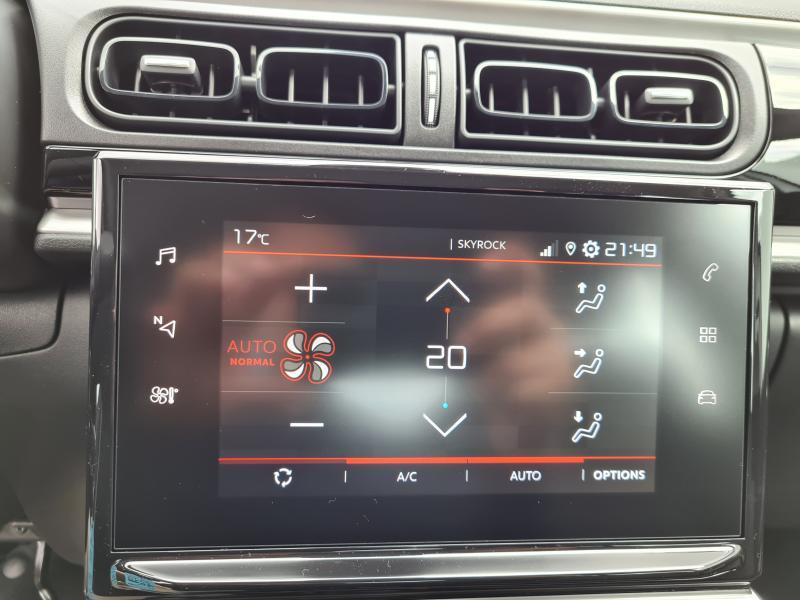 17°C | SKYROCK 21:49
N
AUTO
NORMAL
20
| A/C | AUTO | OPTIONS